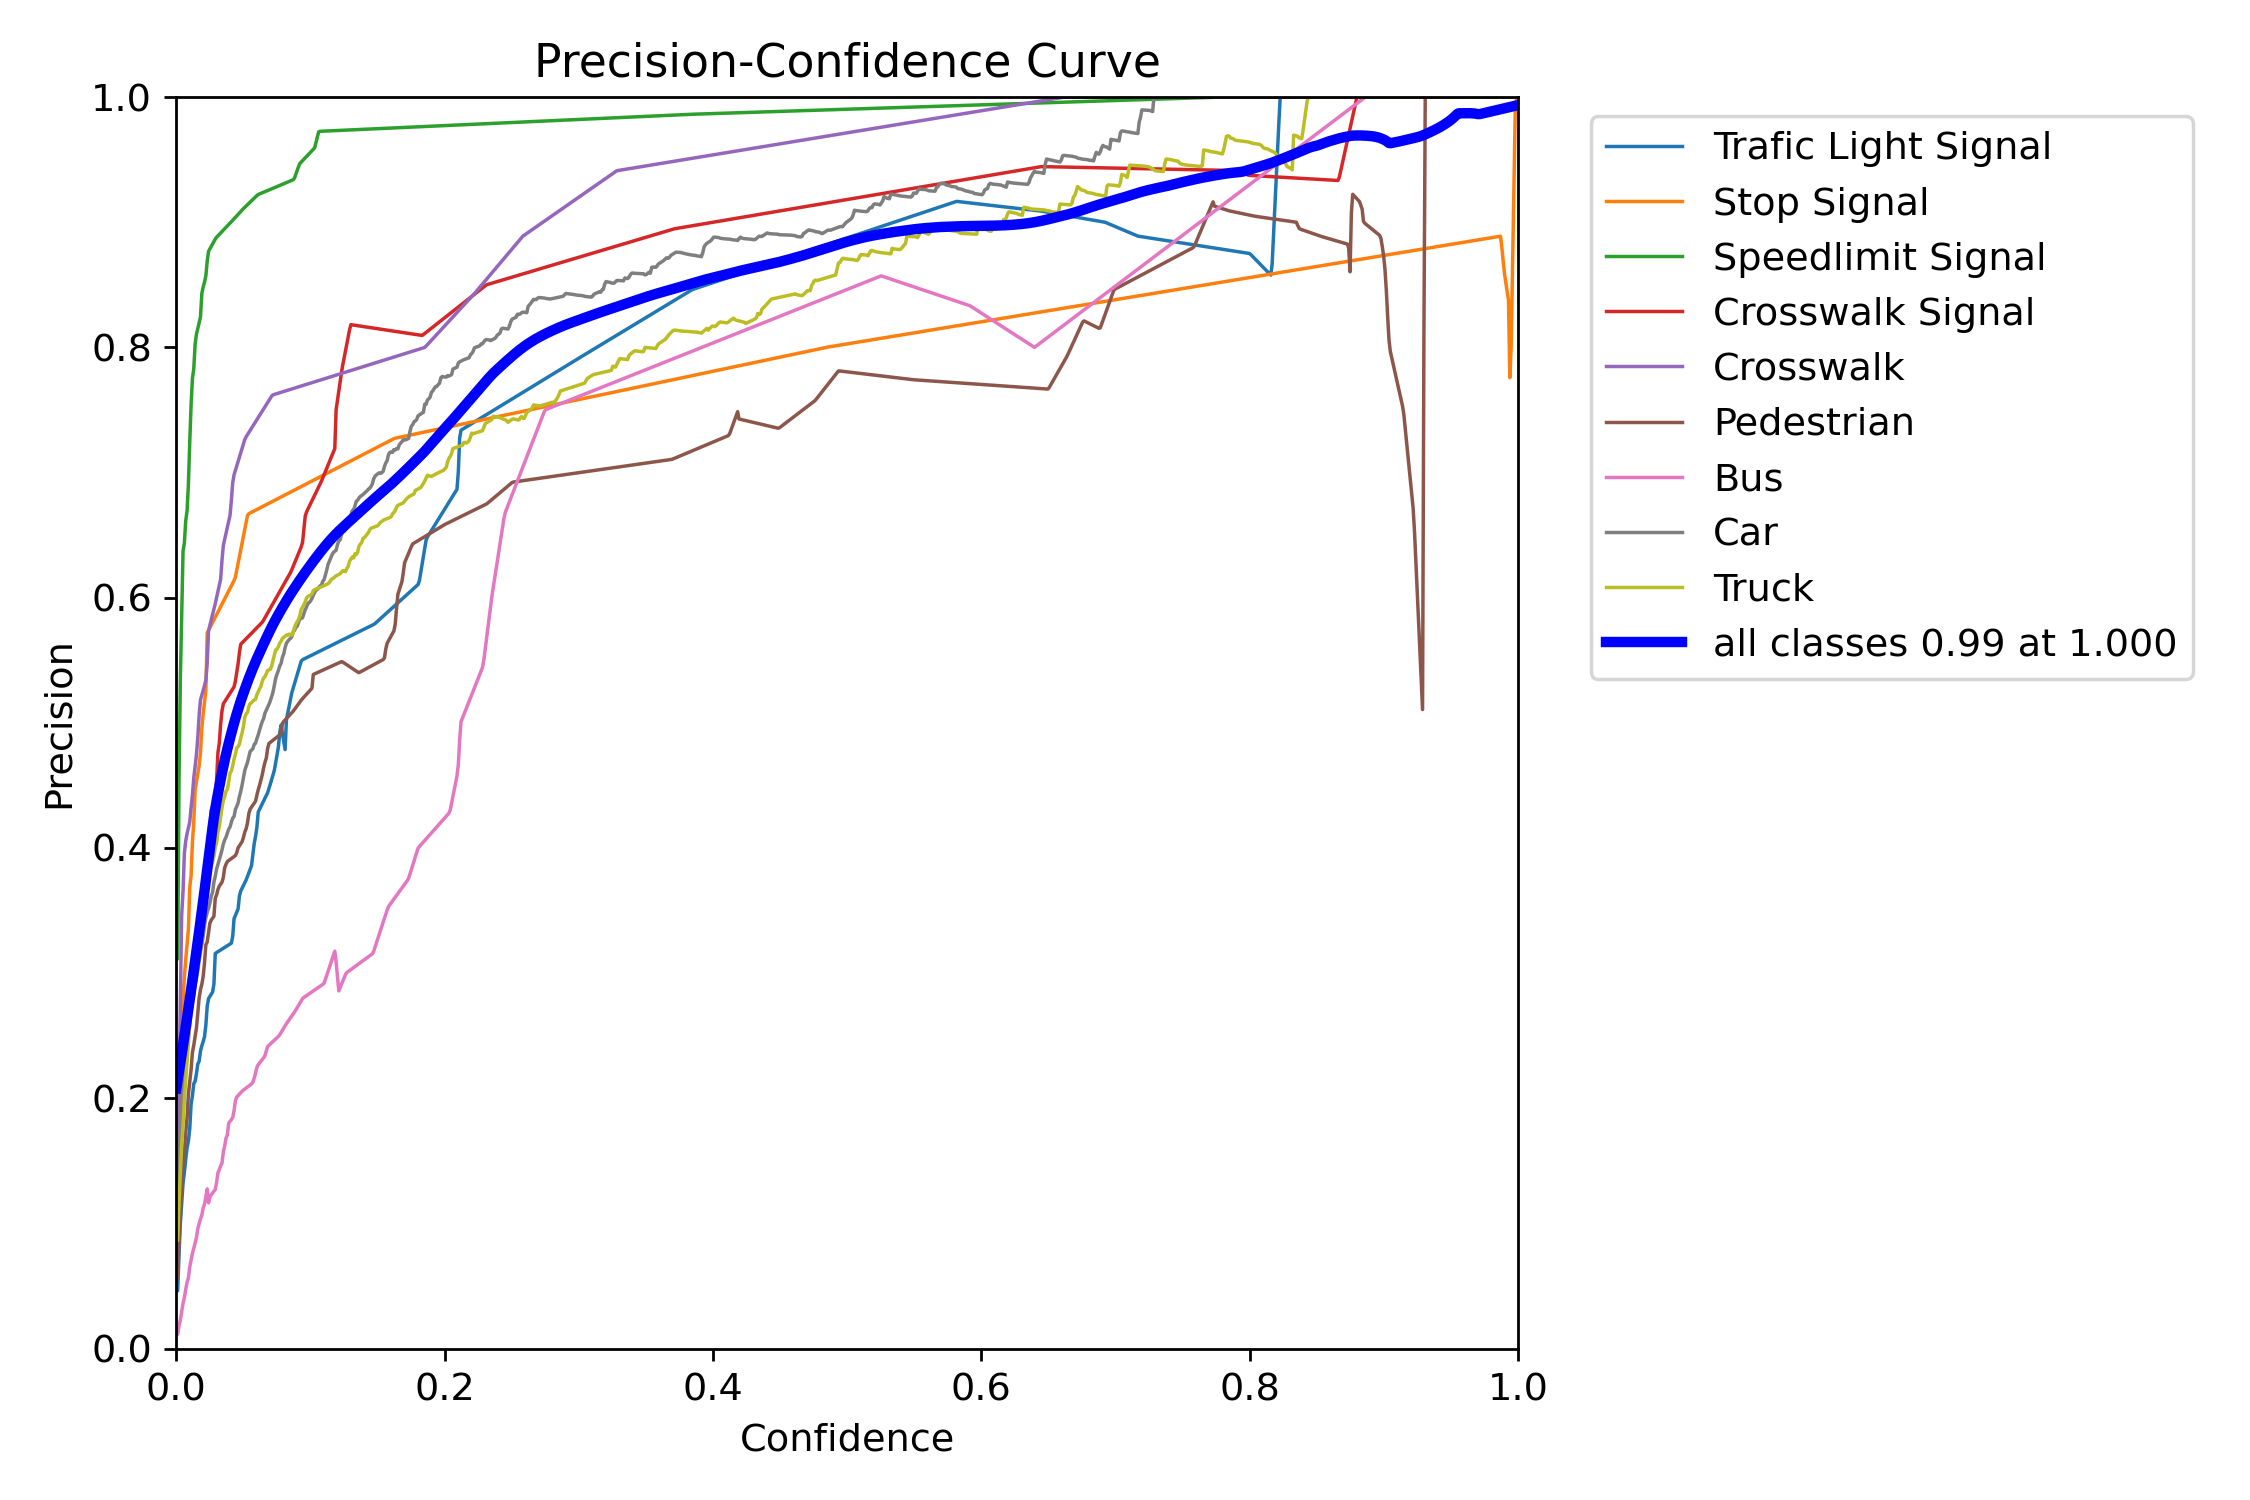 Precision-Confidence Curve
1.0
0.8
0.6
0.4
0.2
0.0
Precision
0.0 0.2 0.4 0.6 0.8 1.0
Confidence
Trafic Light Signal
Stop Signal
Speedlimit Signal
Crosswalk Signal
Crosswalk
Pedestrian
Bus
Car
Truck
all classes 0.99 at 1.000